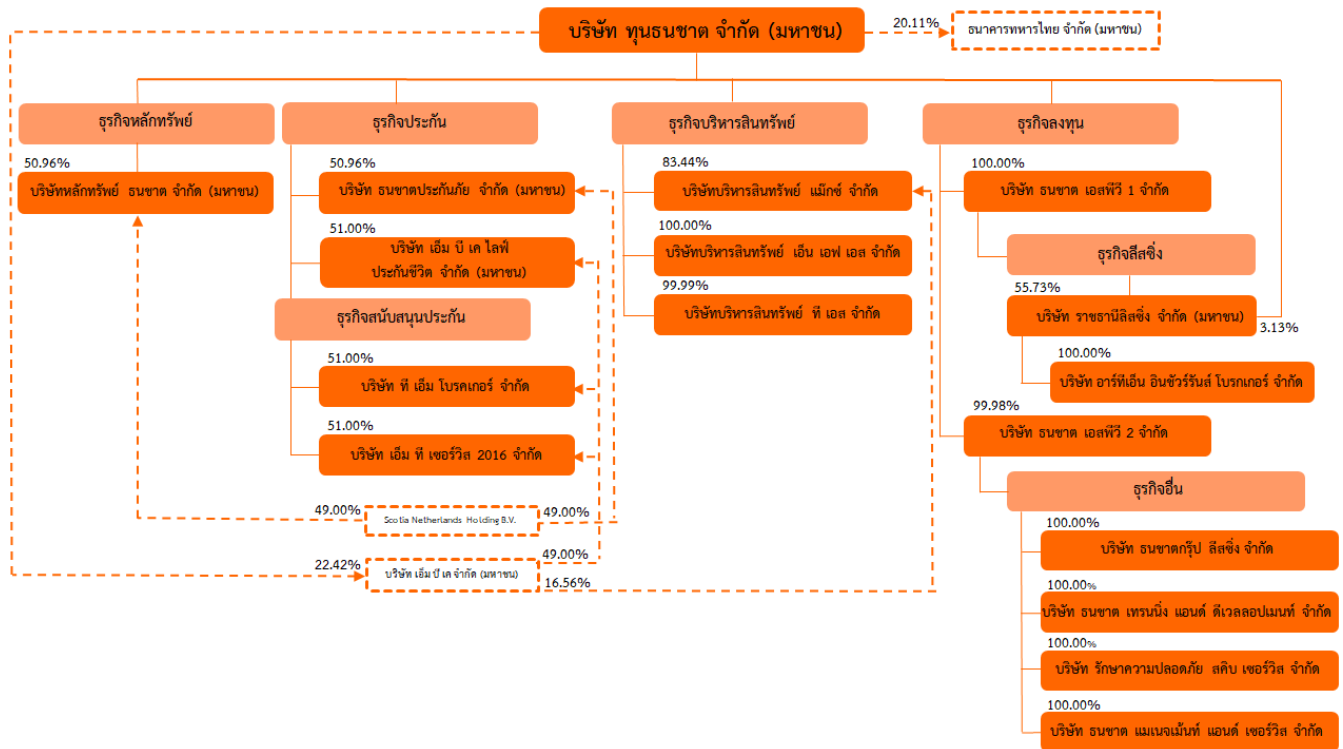 บริษัท ทุนธนชาต จำกัด (มหาชน)
20.11%
ธนาคารทหารไทย จำกัด (มหาชน)
ธุรกิจหลักทรัพย์
50.96%
บริษัทหลักทรัพย์ ธนชาต จำกัด (มหาชน)
ธุรกิจประกัน
50.96%
บริษัท ธนชาตประกันภัย จำกัด (มหาชน)
51.00%
บริษัท เอ็ม บี เค ไลฟ์
ประกันชีวิต จำกัด (มหาชน)
ธุรกิจสนับสนุนประกัน
51.00%
บริษัท ที เอ็ม โบรคเกอร์ จำกัด
51.00%
บริษัท เอ็ม ที เซอร์วิส 2016 จำกัด
ธุรกิจบริหารสินทรัพย์
83.44%
บริษัทบริหารสินทรัพย์ แม๊กซ์ จำกัด
100.00%
บริษัทบริหารสินทรัพย์ เอ็น เอฟ เอส จำกัด
99.99%
บริษัทบริหารสินทรัพย์ ที เอส จำกัด
ธุรกิจลงทุน
100.00%
บริษัท ธนชาต เอสพีวี 1 จำกัด
ธุรกิจลีสซิ่ง
55.73%
บริษัท ราชธานีลิสซิ่ง จำกัด (มหาชน)
3.13%
100.00%
บริษัท อาร์ทีเอ็น อินชัวร์รันส์ โบรกเกอร์ จำกัด
99.98%
บริษัท ธนชาต เอสพีวี 2 จำกัด
ธุรกิจอื่น
100.00%
บริษัท ธนชาตกรุ๊ป ลีสซิ่ง จำกัด
100.00%
บริษัท ธนชาต เทรนนิ่ง แอนด์ ดีเวลลอปเมนท์ จำกัด
100.00%
บริษัท รักษาความปลอดภัย สคิบ เซอร์วิส จำกัด
100.00%
บริษัท ธนชาต แมเนจเม้นท์ แอนด์ เซอร์วิส จำกัด
49.00%
Scotia Netherlands Holding B.V.
49.00%
22.42%
บริษัท เอ็ม บี เค จำกัด (มหาชน)
49.00%
16.56%